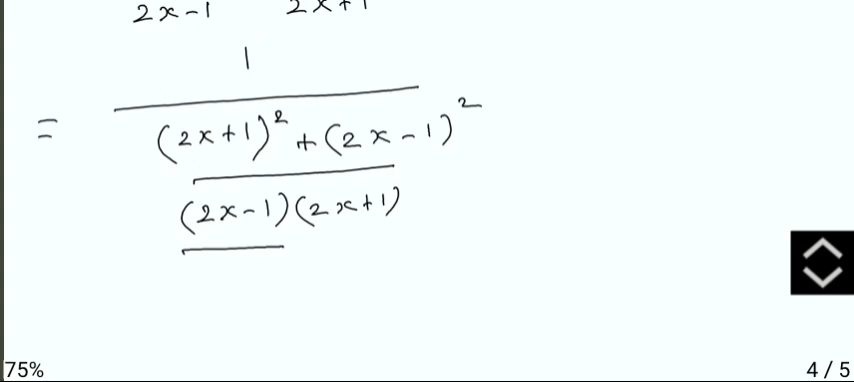 2x-1 2x+1
1
= (2x+1)² + (2x-1)²
(2x-1)(2x+1)
75% 4 / 5